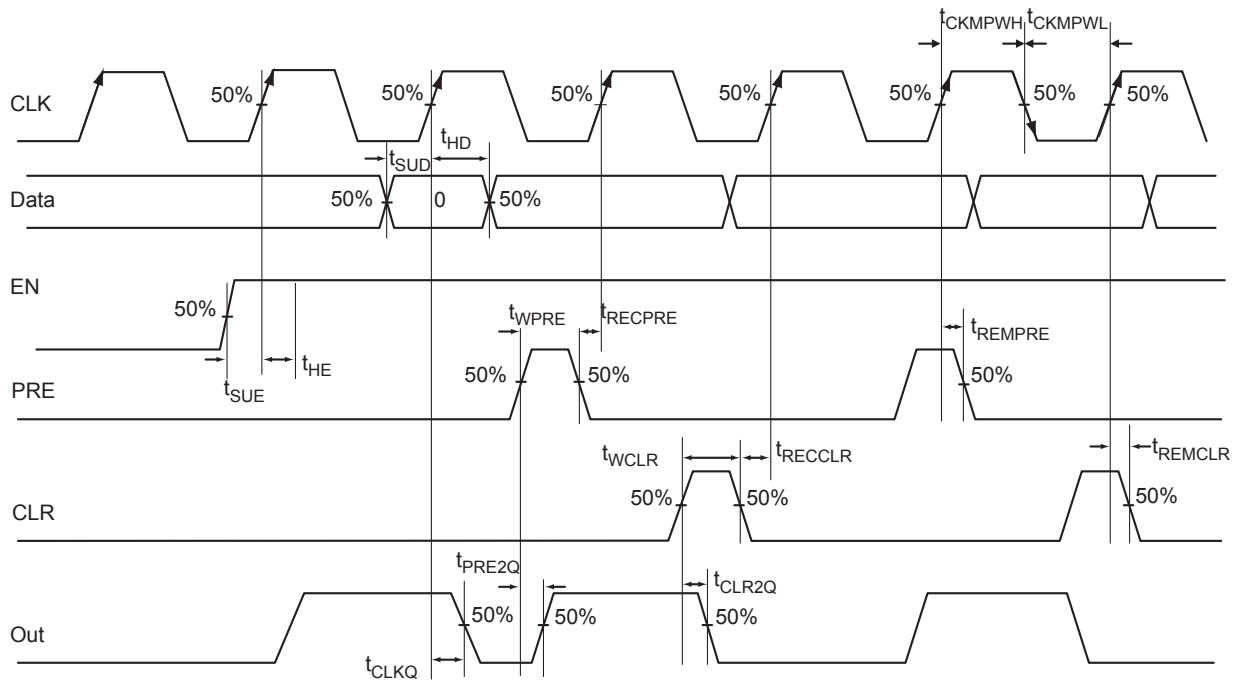 tCKMPWH tCKMPWL
CLK 50% 50% 50% 50% 50% 50% 50%
tSUD tHD
Data 50% 0 50%
EN
50%
tWPRE tRECPRE tREMPRE
tSUE tHE
PRE 50% 50% 50%
tWCLR tRECCLR tREMCLR
CLR 50% 50% 50%
tPRE2Q tCLR2Q
Out 50% 50% 50%
tCLKQ